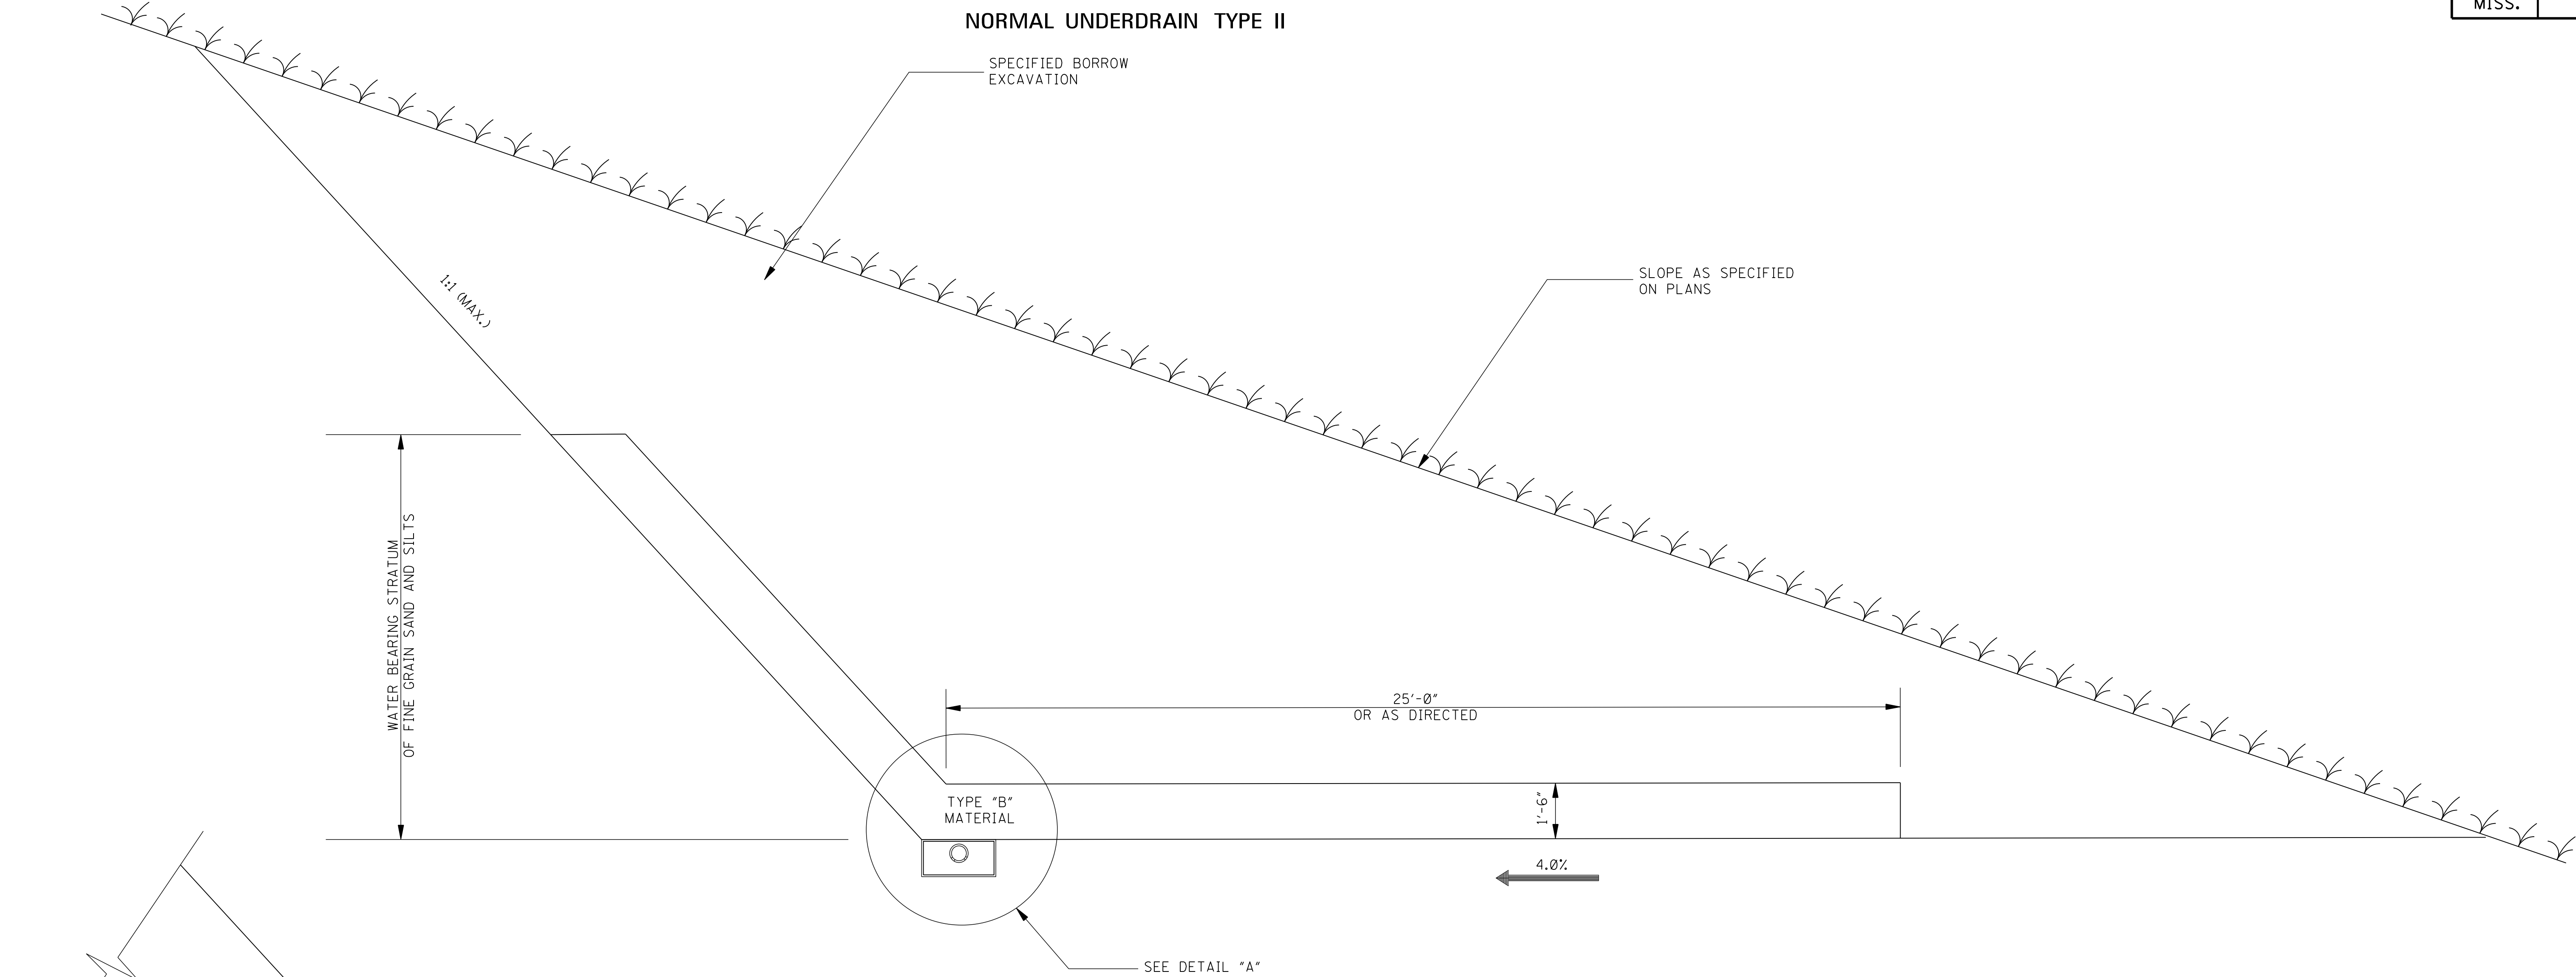 NORMAL UNDERDRAIN TYPE II
MISS.
SPECIFIED BORROW
EXCAVATION
SLOPE AS SPECIFIED
ON PLANS
1:1 (MAX.)
WATER BEARING STRATUM
OF FINE GRAIN SAND AND SILTS
25'-0"
OR AS DIRECTED
TYPE "B"
MATERIAL
1'-6"
4.0%
SEE DETAIL "A"